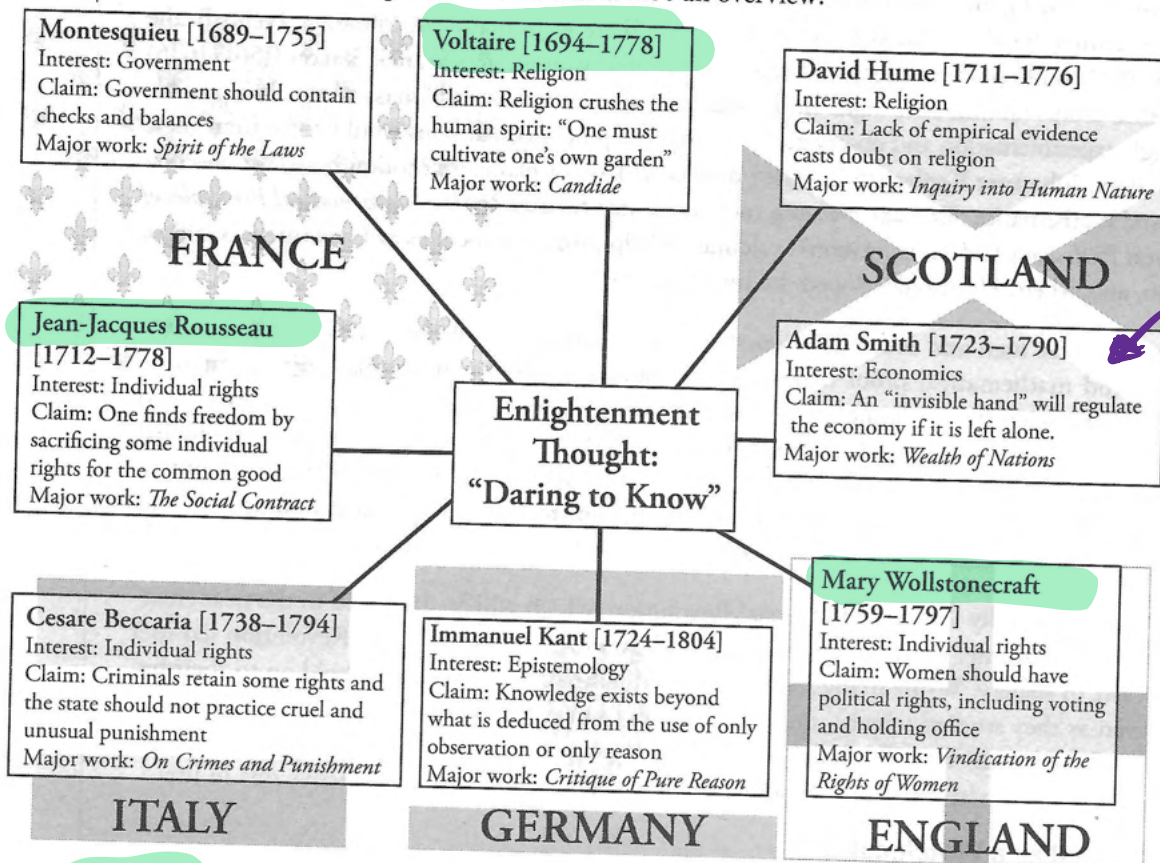 an overview.
Montesquieu [1689–1755]
Interest: Government
Claim: Government should contain
checks and balances
Major work: Spirit of the Laws
Voltaire [1694–1778]
Interest: Religion
Claim: Religion crushes the
human spirit: “One must
cultivate one’s own garden”
Major work: Candide
David Hume [1711–1776]
Interest: Religion
Claim: Lack of empirical evidence
casts doubt on religion
Major work: Inquiry into Human Nature
FRANCE
SCOTLAND
Jean-Jacques Rousseau
[1712–1778]
Interest: Individual rights
Claim: One finds freedom by
sacrificing some individual
rights for the common good
Major work: The Social Contract
Enlightenment
Thought:
“Daring to Know”
Adam Smith [1723–1790]
Interest: Economics
Claim: An “invisible hand” will regulate
the economy if it is left alone.
Major work: Wealth of Nations
Cesare Beccaria [1738–1794]
Interest: Individual rights
Claim: Criminals retain some rights and
the state should not practice cruel and
unusual punishment
Major work: On Crimes and Punishment
Immanuel Kant [1724–1804]
Interest: Epistemology
Claim: Knowledge exists beyond
what is deduced from the use of only
observation or only reason
Major work: Critique of Pure Reason
Mary Wollstonecraft
[1759–1797]
Interest: Individual rights
Claim: Women should have
political rights, including voting
and holding office
Major work: Vindication of the
Rights of Women
ITALY
GERMANY
ENGLAND